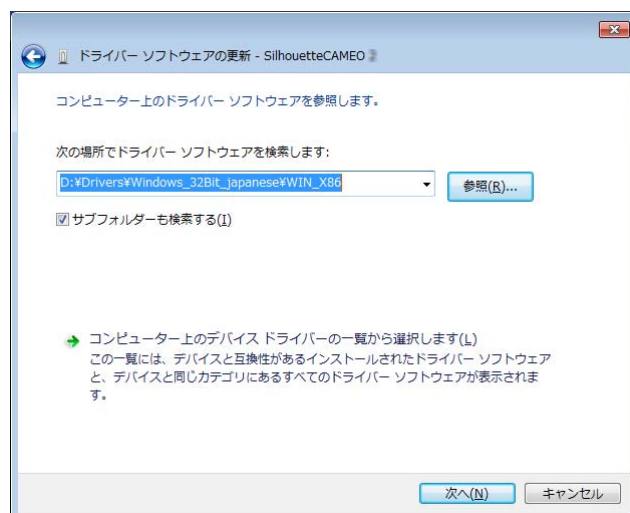 ドライバー ソフトウェアの更新 - SilhouetteCAMEO
コンピューター上のドライバー ソフトウェアを参照します。
次の場所でドライバー ソフトウェアを検索します:
D:¥Drivers¥Windows_32Bit_japanese¥WIN_X86
参照(R)...
サブフォルダーも検索する(I)
コンピューター上のデバイス ドライバーの一覧から選択します(L)
この一覧には、デバイスと互換性があるインストールされたドライバー ソフトウェア
と、デバイスと同じカテゴリにあるすべてのドライバー ソフトウェアが表示されま
す。
次へ(N)
キャンセル